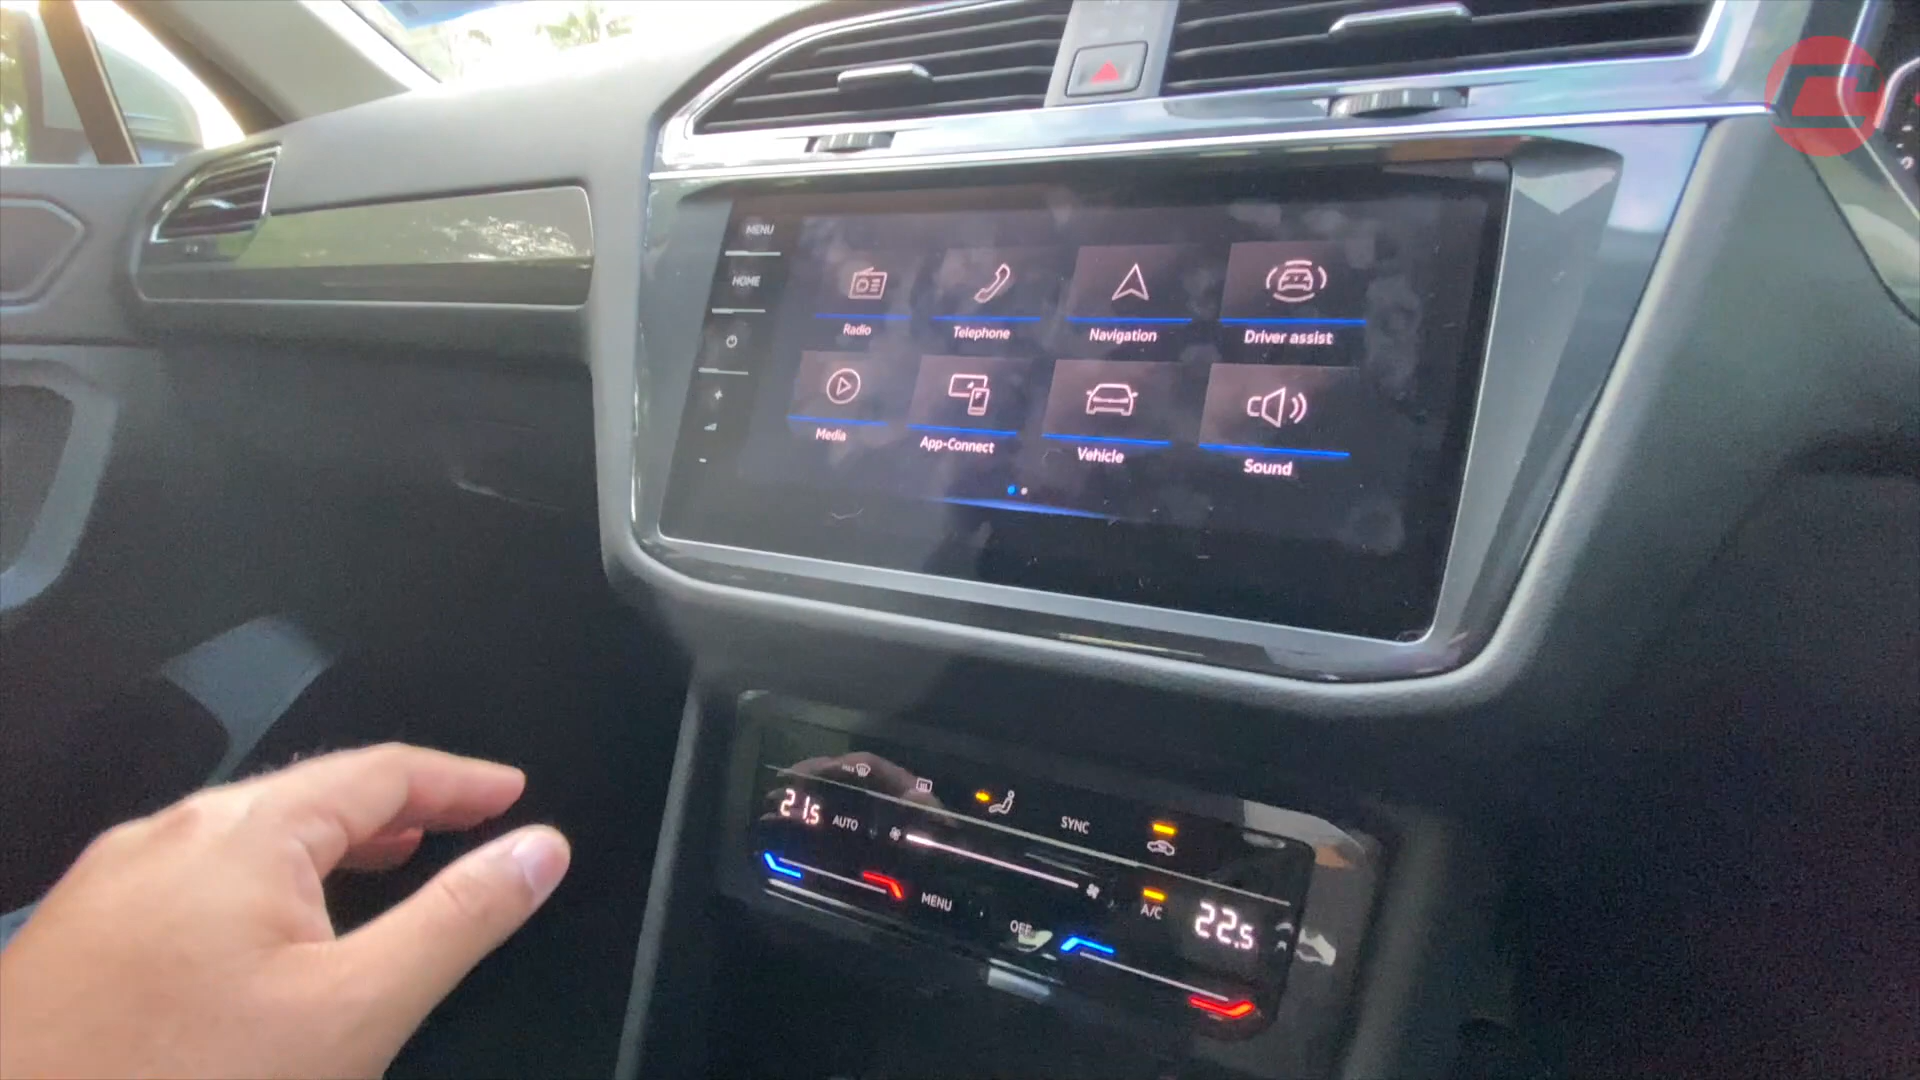 MENU
HOME
Radio
Telephone
Navigation
Driver assist
Media
App-Connect
Vehicle
Sound
MAX
21.5
AUTO
SYNC
MENU
OFF
A/C
22.5